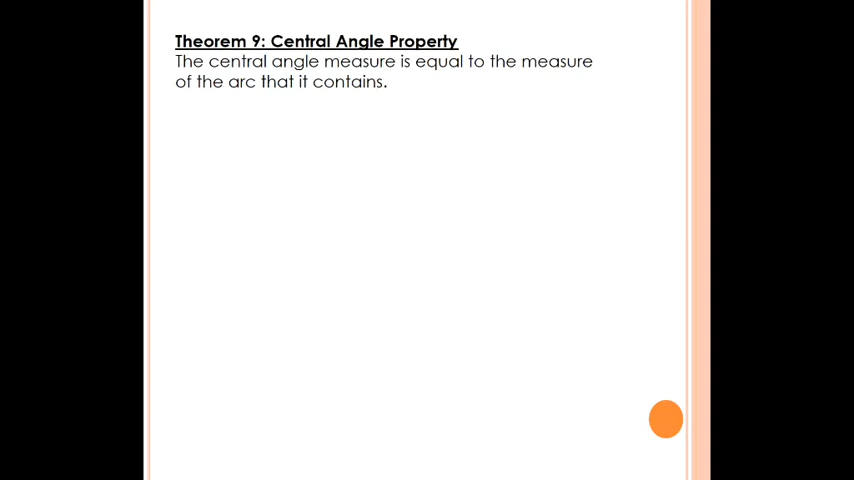 Theorem 9: Central Angle Property
The central angle measure is equal to the measure
of the arc that it contains.